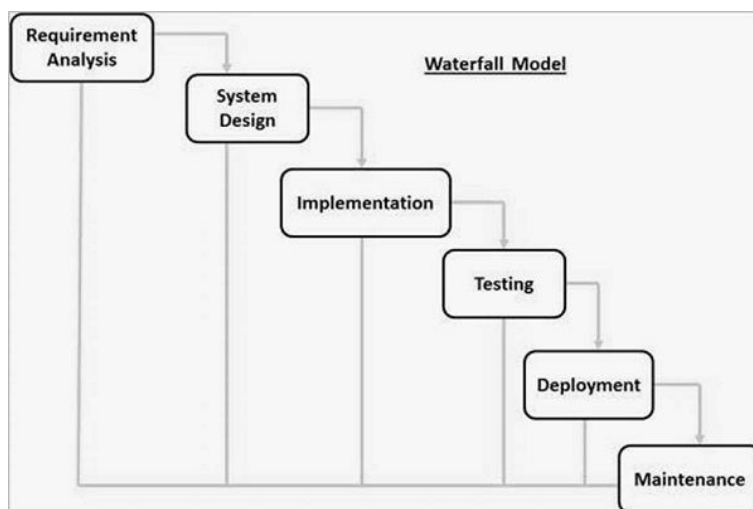 Requirement
Analysis
Waterfall Model
System
Design
Implementation
Testing
Deployment
Maintenance